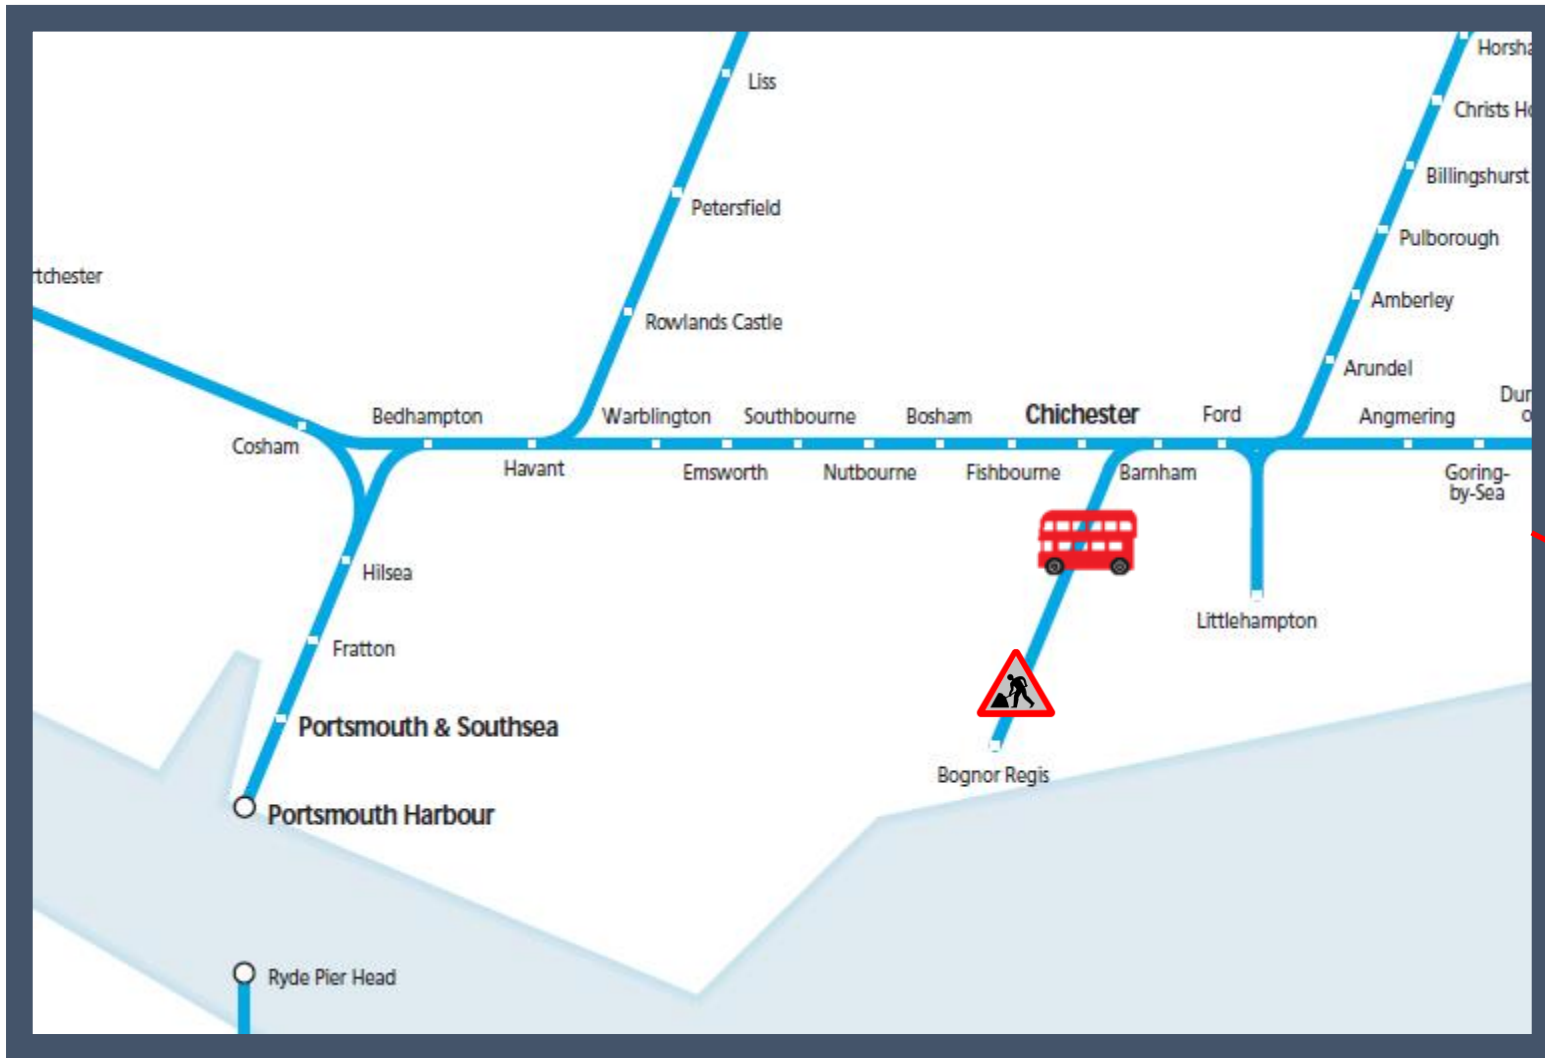 Horsha
Liss
Christs Ho
Billingshurst
Petersfield
Pulborough
rtchester
Amberley
Rowlands Castle
Arundel
Dur
o
Bedhampton
Warblington
Southbourne
Bosham
Chichester
Ford
Angmering
Cosham
Havant
Emsworth
Nutbourne
Fishbourne
Barnham
Goring-
by-Sea
Hilsea
Littlehampton
Fratton
Portsmouth & Southsea
Bognor Regis
Portsmouth Harbour
Ryde Pier Head